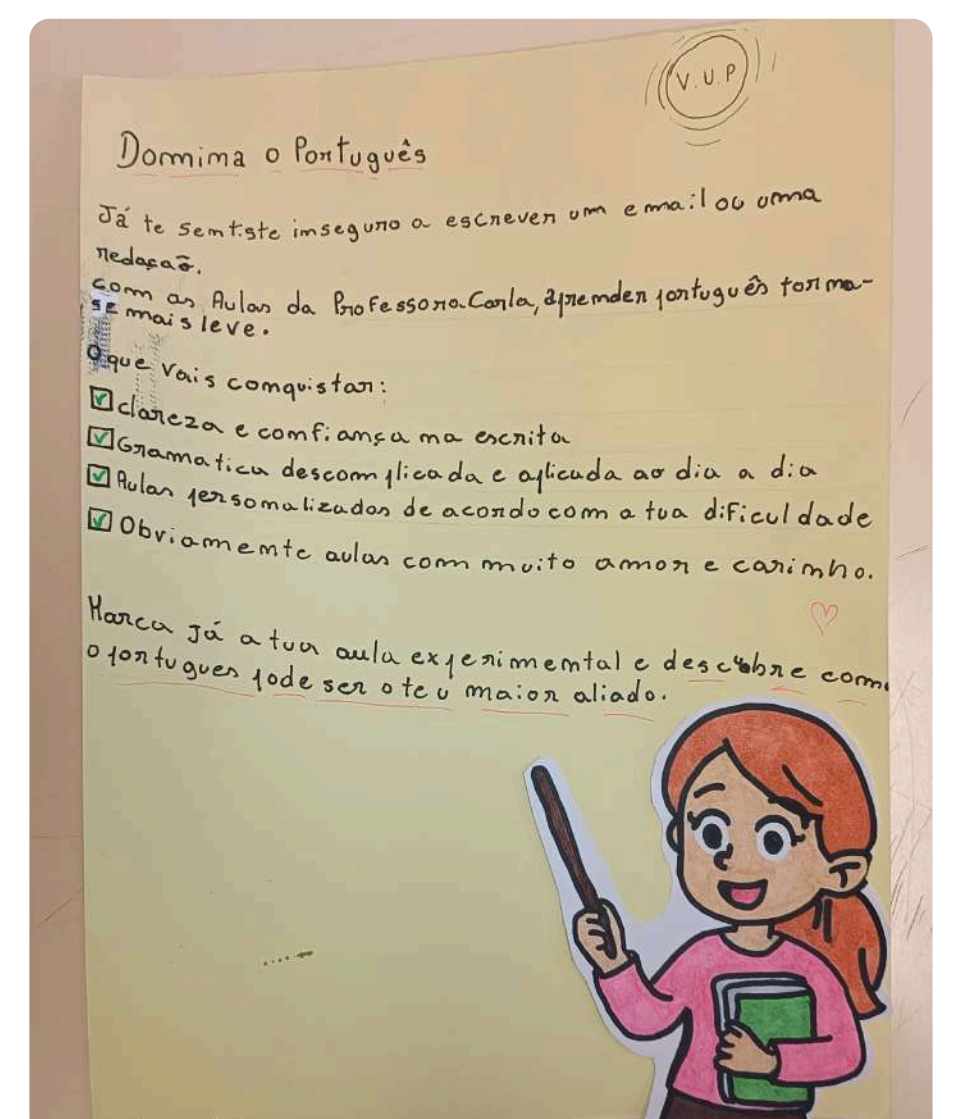 V.U.P
Domina o Português
Já te sentiste inseguro a escrever um email ou uma
redação.
com as Aulas da Professora Carla, aprender português torna-
se mais leve.
O que vais conquistar:
☑ clareza e confiança na escrita
☑ Gramatica descomplicada e aplicada ao dia a dia
☑ Aulas personalizadas de acordo com a tua dificuldade
☑ Obviamente aulas com muito amor e carinho.
Marca Já a tua aula experimental e descobre como
o portugues pode ser o teu maior aliado.